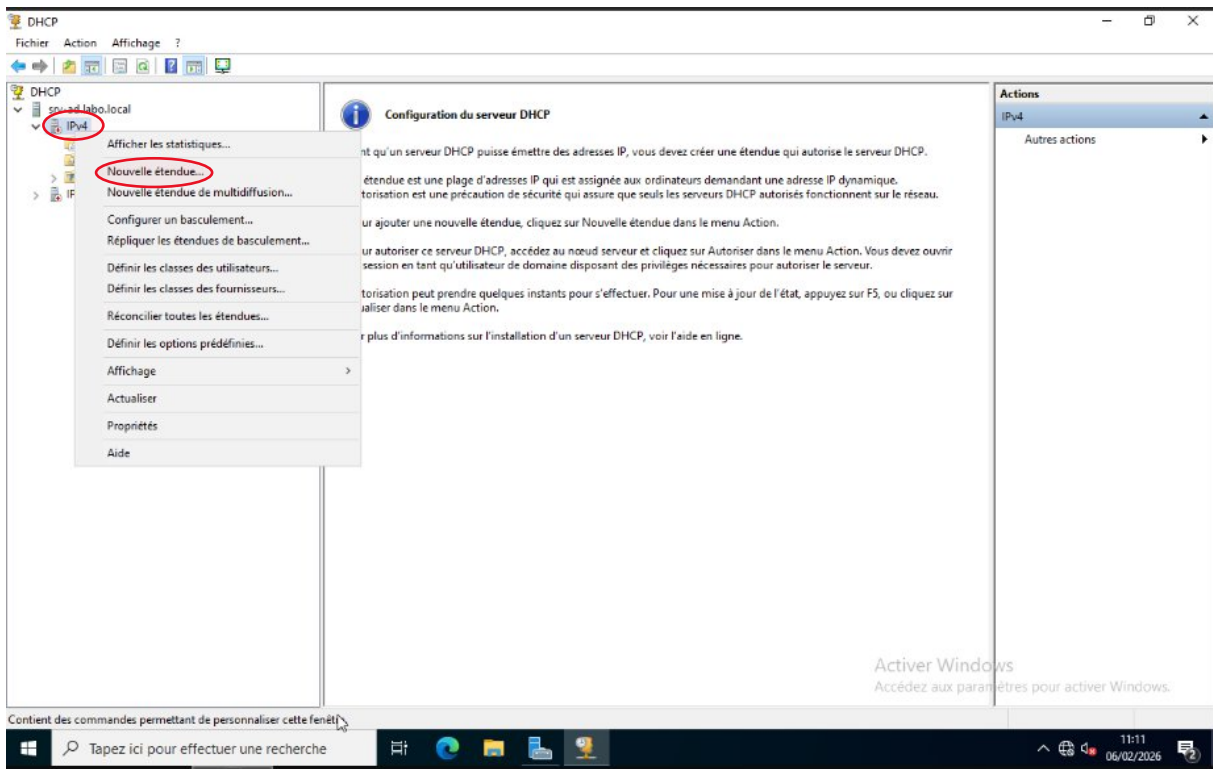 DHCP
Fichier Action Affichage ?
DHCP
srv-ad.labo.local
IPv4
IP
Afficher les statistiques...
Nouvelle étendue...
Nouvelle étendue de multidiffusion...
Configurer un basculement...
Répliquer les étendues de basculement...
Définir les classes des utilisateurs...
Définir les classes des fournisseurs...
Réconcilier toutes les étendues...
Définir les options prédéfinies...
Affichage
Actualiser
Propriétés
Aide
Configuration du serveur DHCP
nt qu'un serveur DHCP puisse émettre des adresses IP, vous devez créer une étendue qui autorise le serveur DHCP.
étendue est une plage d'adresses IP qui est assignée aux ordinateurs demandant une adresse IP dynamique.
torisation est une précaution de sécurité qui assure que seuls les serveurs DHCP autorisés fonctionnent sur le réseau.
ur ajouter une nouvelle étendue, cliquez sur Nouvelle étendue dans le menu Action.
ur autoriser ce serveur DHCP, accédez au nœud serveur et cliquez sur Autoriser dans le menu Action. Vous devez ouvrir
session en tant qu'utilisateur de domaine disposant des privilèges nécessaires pour autoriser le serveur.
torisation peut prendre quelques instants pour s'effectuer. Pour une mise à jour de l'état, appuyez sur F5, ou cliquez sur
ualiser dans le menu Action.
r plus d'informations sur l'installation d'un serveur DHCP, voir l'aide en ligne.
Actions
IPv4
Autres actions
Activer Windows
Accédez aux paramètres pour activer Windows.
Contient des commandes permettant de personnaliser cette fenêt
Tapez ici pour effectuer une recherche
11:11
06/02/2026
2